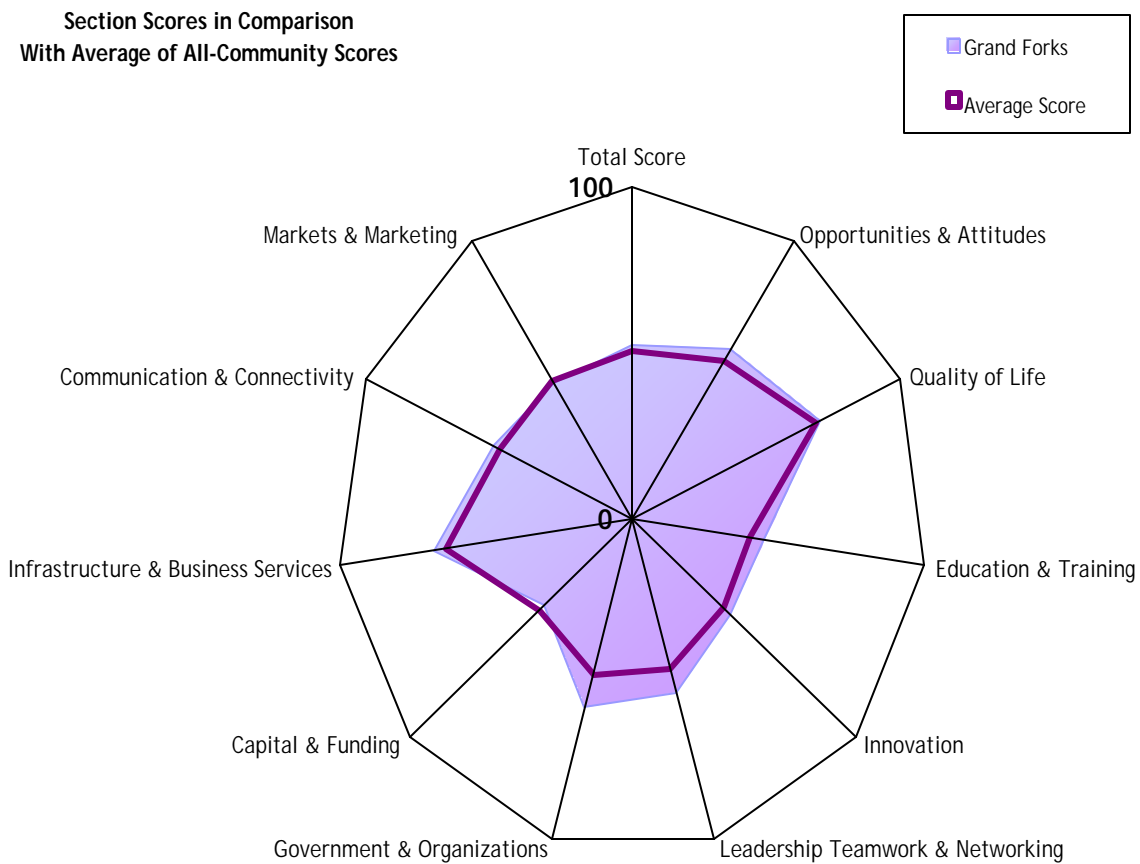 Section Scores in Comparison
With Average of All-Community Scores
Grand Forks
Average Score
Total Score
100
Markets & Marketing
Opportunities & Attitudes
Communication & Connectivity
Quality of Life
0
Infrastructure & Business Services
Education & Training
Capital & Funding
Innovation
Government & Organizations
Leadership Teamwork & Networking